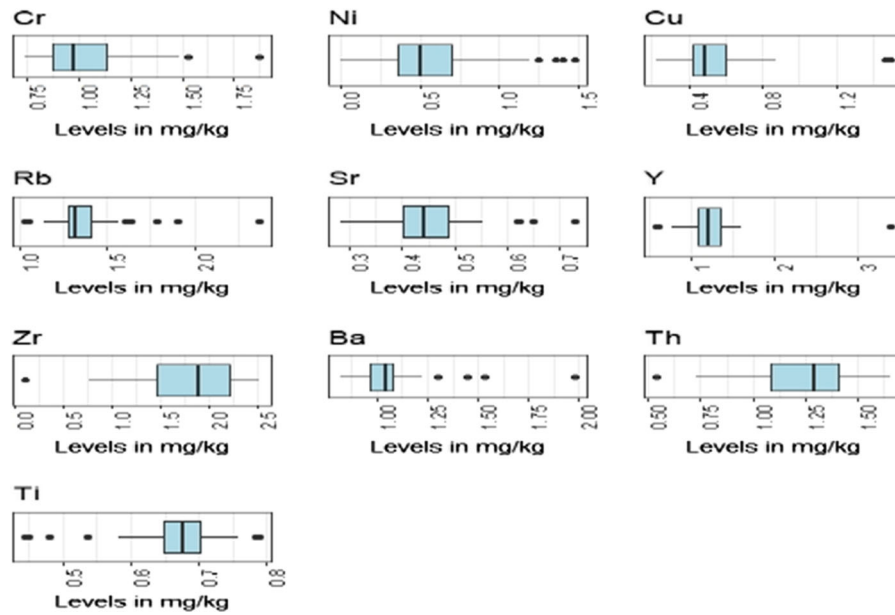 Cr
0.75 1.00 1.25 1.50 1.75
Levels in mg/kg
Ni
0.0 0.5 1.0 1.5
Levels in mg/kg
Cu
0.4 0.8 1.2
Levels in mg/kg
Rb
1.0 1.5 2.0
Levels in mg/kg
Sr
0.3 0.4 0.5 0.6 0.7
Levels in mg/kg
Y
1 2 3
Levels in mg/kg
Zr
0.0 0.5 1.0 1.5 2.0 2.5
Levels in mg/kg
Ba
1.00 1.25 1.50 1.75 2.00
Levels in mg/kg
Th
0.50 0.75 1.00 1.25 1.50
Levels in mg/kg
Ti
0.5 0.6 0.7 0.8
Levels in mg/kg